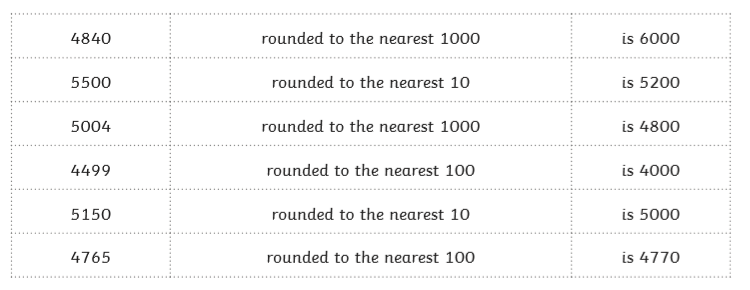 4840 rounded to the nearest 1000 is 6000
5500 rounded to the nearest 10 is 5200
5004 rounded to the nearest 1000 is 4800
4499 rounded to the nearest 100 is 4000
5150 rounded to the nearest 10 is 5000
4765 rounded to the nearest 100 is 4770